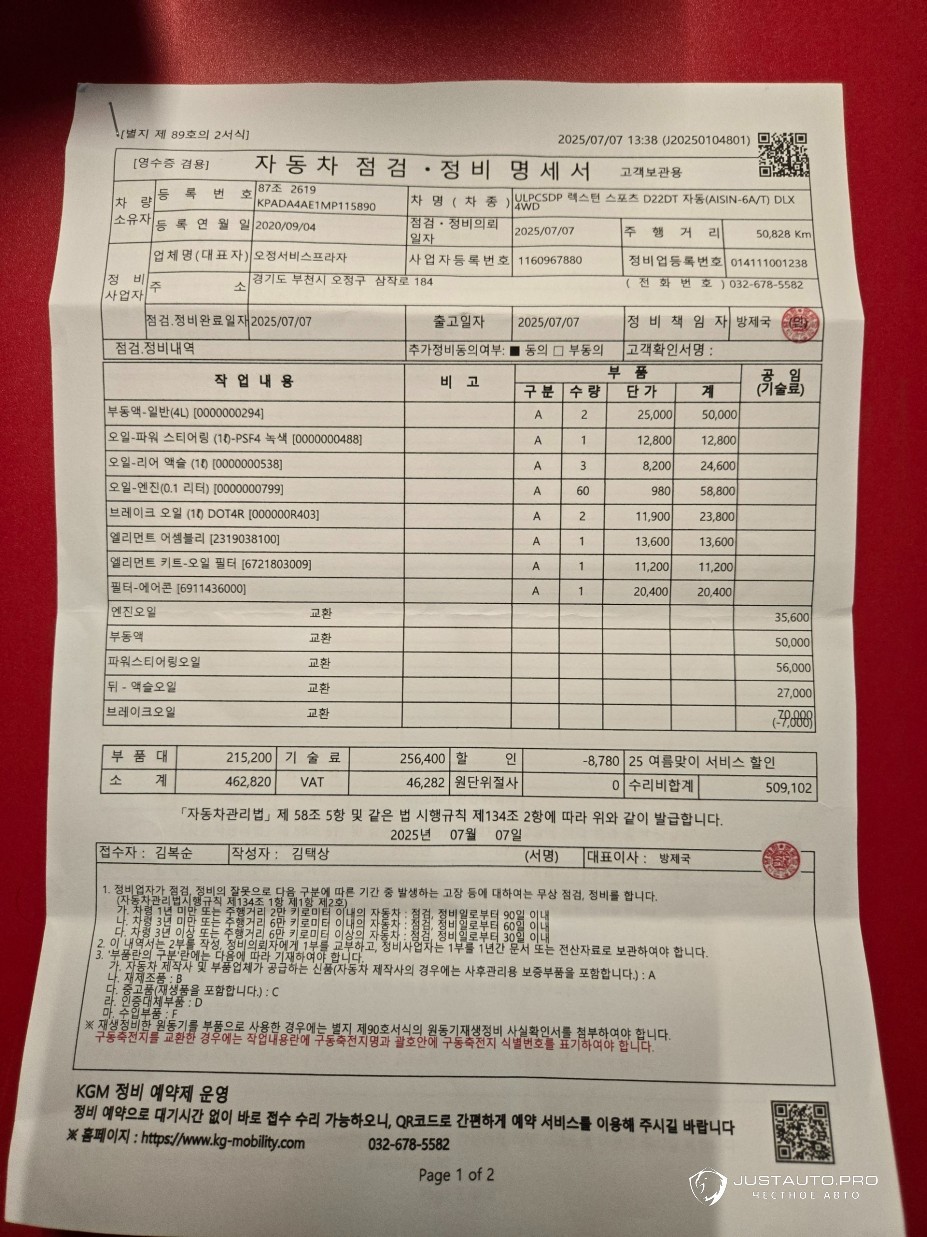 [별지 제 89호의 2서식]
2025/07/07 13:38 (J20250104801)
[영수증 겸용] 자 동 차 점 검 · 정 비 명 세 서 고객보관용
차 량 소유자 등 록 번 호 87조 2619 KPADA4AE1MP115890 차 명 ( 차 종 ) ULPC5DP 렉스턴 스포츠 D22DT 자동(AISIN-6A/T) DLX 4WD
등 록 연 월 일 2020/09/04 점검・정비의뢰 일자 2025/07/07 주 행 거 리 50,828 Km
정 비 사업자 업체명(대표자) 오정서비스프라자 사업자등록번호 1160967880 정비업등록번호 014111001238
주 소 경기도 부천시 오정구 삼작로 184 ( 전 화 번 호 ) 032-678-5582
점검.정비완료일자 2025/07/07 출고일자 2025/07/07 정 비 책 임 자 방제국 (인)
점검.정비내역 추가정비동의여부: ■ 동의 □ 부동의 고객확인서명 :
작 업 내 용 비 고 부 품 공 임 (기술료)
구 분 수 량 단 가 계
부동액-일반(4L) [0000000294] A 2 25,000 50,000
오일-파워 스티어링 (1ℓ)-PSF4 녹색 [0000000488] A 1 12,800 12,800
오일-리어 액슬 (1ℓ) [0000000538] A 3 8,200 24,600
오일-엔진(0.1 리터) [0000000799] A 60 980 58,800
브레이크 오일 (1ℓ) DOT4R [000000R403] A 2 11,900 23,800
엘리먼트 어셈블리 [2319038100] A 1 13,600 13,600
엘리먼트 키트-오일 필터 [6721803009] A 1 11,200 11,200
필터-에어콘 [6911436000] A 1 20,400 20,400
엔진오일 교환 35,600
부동액 교환 50,000
파워스티어링오일 교환 56,000
뒤 - 액슬오일 교환 27,000
브레이크오일 교환 70,000
(-7,000)
부 품 대 215,200 기 술 료 256,400 할 인 -8,780 25 여름맞이 서비스 할인
소 계 462,820 VAT 46,282 원단위절사 0 수리비합계 509,102
「자동차관리법」제 58조 5항 및 같은 법 시행규칙 제134조 2항에 따라 위와 같이 발급합니다.
2025년 07월 07일
접수자 : 김복순 작성자 : 김택상 (서명) 대표이사 : 방제국
1. 정비업자가 점검, 정비의 잘못으로 다음 구분에 따른 기간 중 발생하는 고장 등에 대하여는 무상 점검, 정비를 합니다.
(자동차관리법시행규칙 제134조 1항 제1항 제2호)
가. 차령 1년 미만 또는 주행거리 2만 키로미터 이내의 자동차 : 점검, 정비일로부터 90일 이내
나. 차령 3년 미만 또는 주행거리 6만 키로미터 이내의 자동차 : 점검, 정비일로부터 60일 이내
다. 차령 3년 이상 또는 주행거리 6만 키로미터 이상의 자동차 : 점검, 정비일로부터 30일 이내
2. 이 내역서는 2부를 작성, 정비의뢰자에게 1부를 교부하고, 정비사업자는 1부를 1년간 문서 또는 전산자료로 보관하여야 합니다.
3. '부품란의 구분'란에는 다음에 따라 기재하여야 합니다.
가. 자동차 제작사 및 부품업체가 공급하는 신품(자동차 제작사의 경우에는 사후관리용 보증부품을 포함합니다.) : A
나. 재제조품 : B
다. 중고품(재생품을 포함합니다.) : C
라. 인증대체부품 : D
마. 수입부품 : F
※ 재생정비한 원동기를 부품으로 사용한 경우에는 별지 제90호서식의 원동기재생정비 사실확인서를 첨부하여야 합니다.
구동축전지를 교환한 경우에는 작업내용란에 구동축전지명과 괄호안에 구동축전지 식별번호를 표기하여야 합니다.
KGM 정비 예약제 운영
정비 예약으로 대기시간 없이 바로 접수 수리 가능하오니, QR코드로 간편하게 예약 서비스를 이용해 주시길 바랍니다
※ 홈페이지 : https://www.kg-mobility.com 032-678-5582
Page 1 of 2
JUSTAUTO.PRO
ЧЕСТНОЕ АВТО